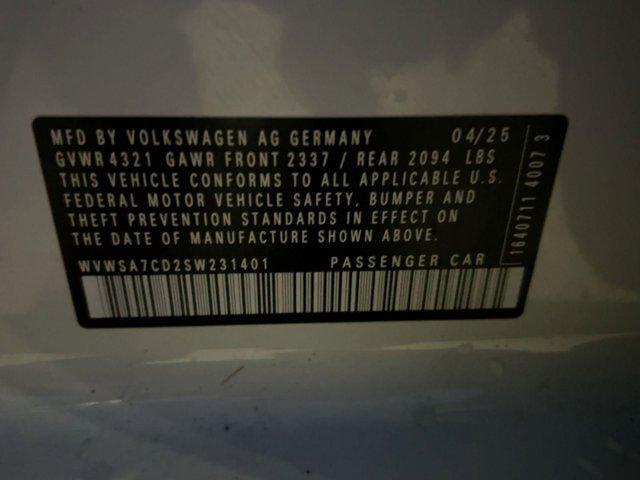 MFD BY VOLKSWAGEN AG GERMANY 04/25
GVWR 4321 GAWR FRONT 2337 / REAR 2094 LBS
THIS VEHICLE CONFORMS TO ALL APPLICABLE U.S.
FEDERAL MOTOR VEHICLE SAFETY, BUMPER AND
THEFT PREVENTION STANDARDS IN EFFECT ON
THE DATE OF MANUFACTURE SHOWN ABOVE.
WVWSA7CD2SW231401 PASSENGER CAR
1640711 4007 3